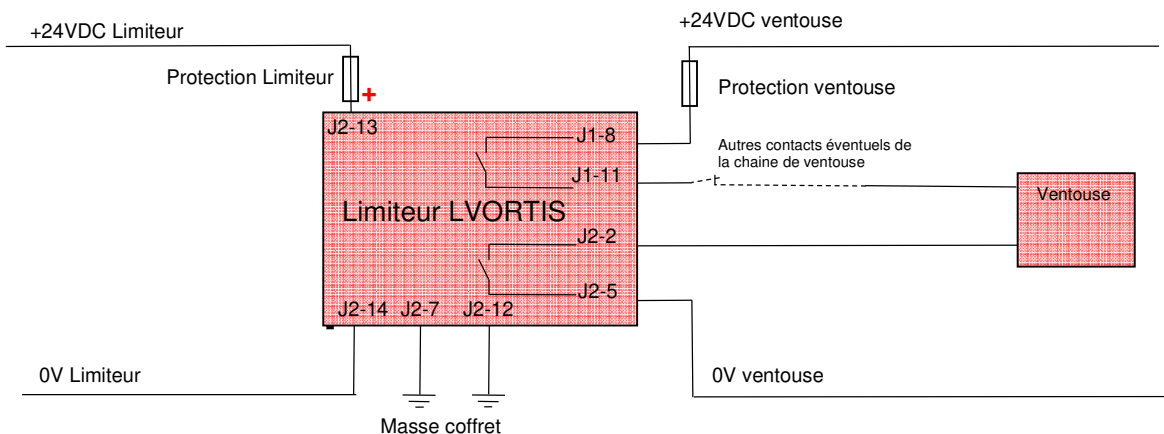 +24VDC Limiteur
+24VDC ventouse
Protection Limiteur
+
Protection ventouse
J2-13
J1-8
Autres contacts éventuels de
la chaine de ventouse
J1-11
Ventouse
Limiteur LVORTIS
J2-2
J2-5
J2-14 J2-7 J2-12
-
0V Limiteur
0V ventouse
Masse coffret